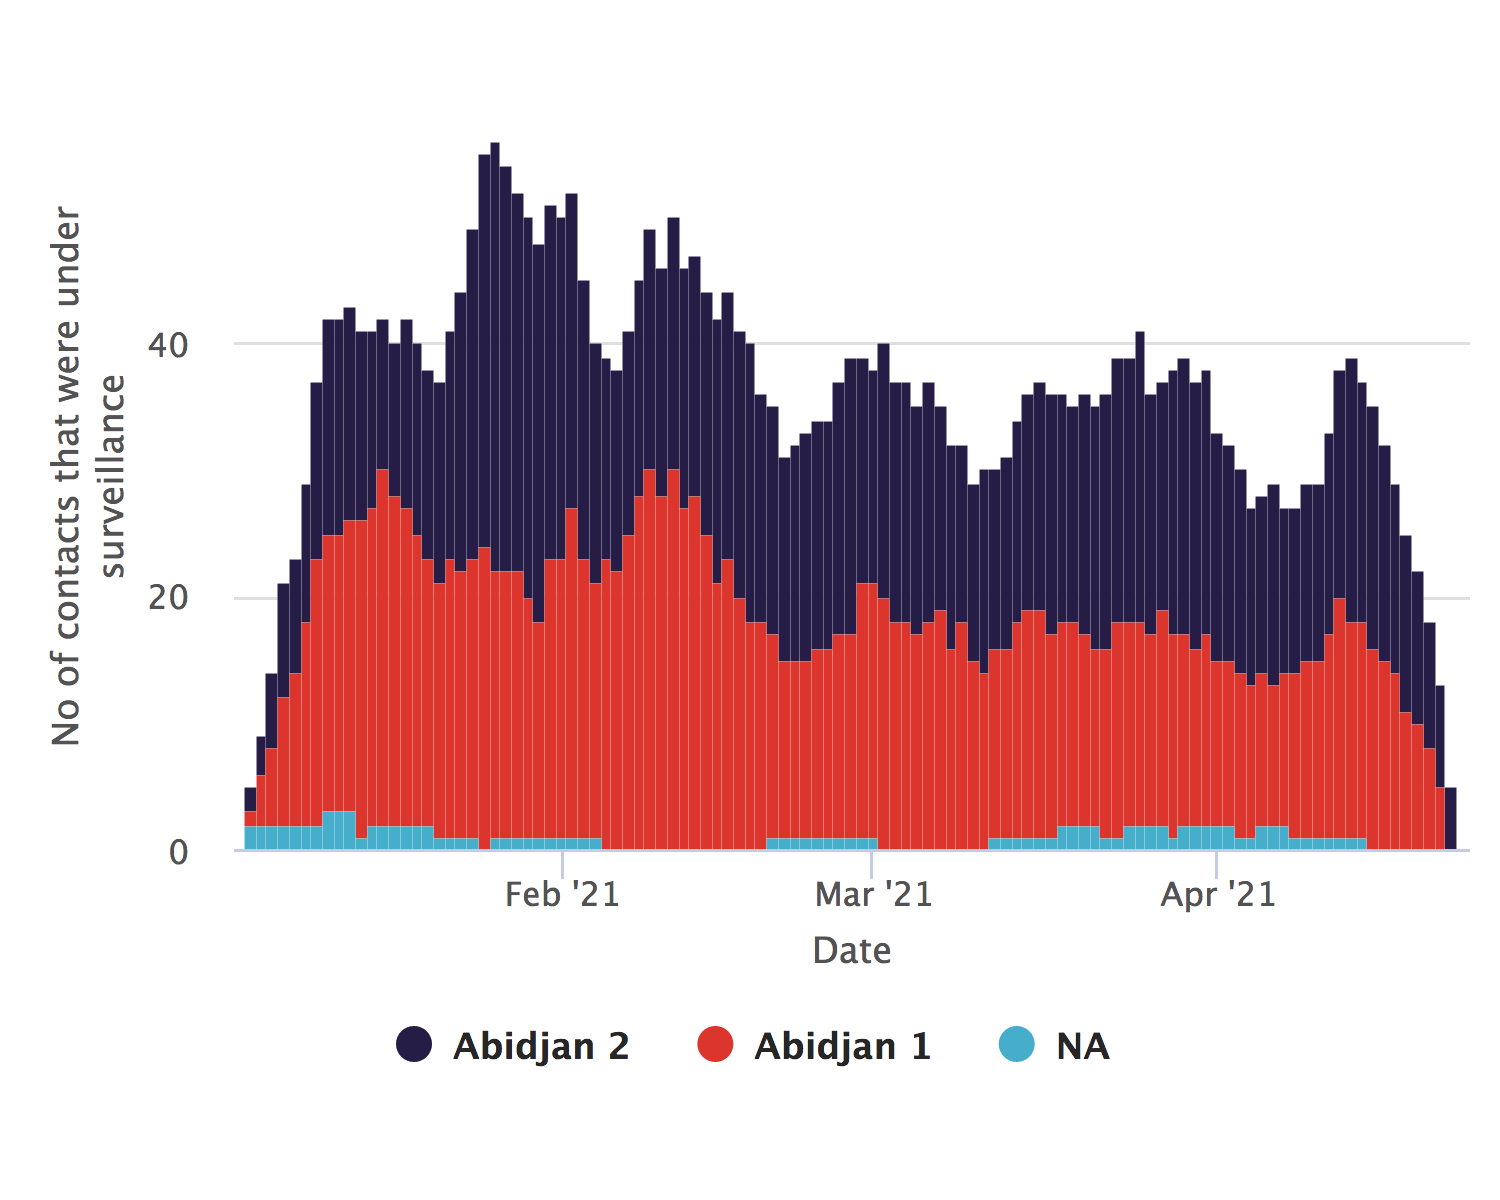 No of contacts that were under
surveillance
40
20
0
Feb '21
Mar '21
Apr '21
Date
Abidjan 2
Abidjan 1
NA